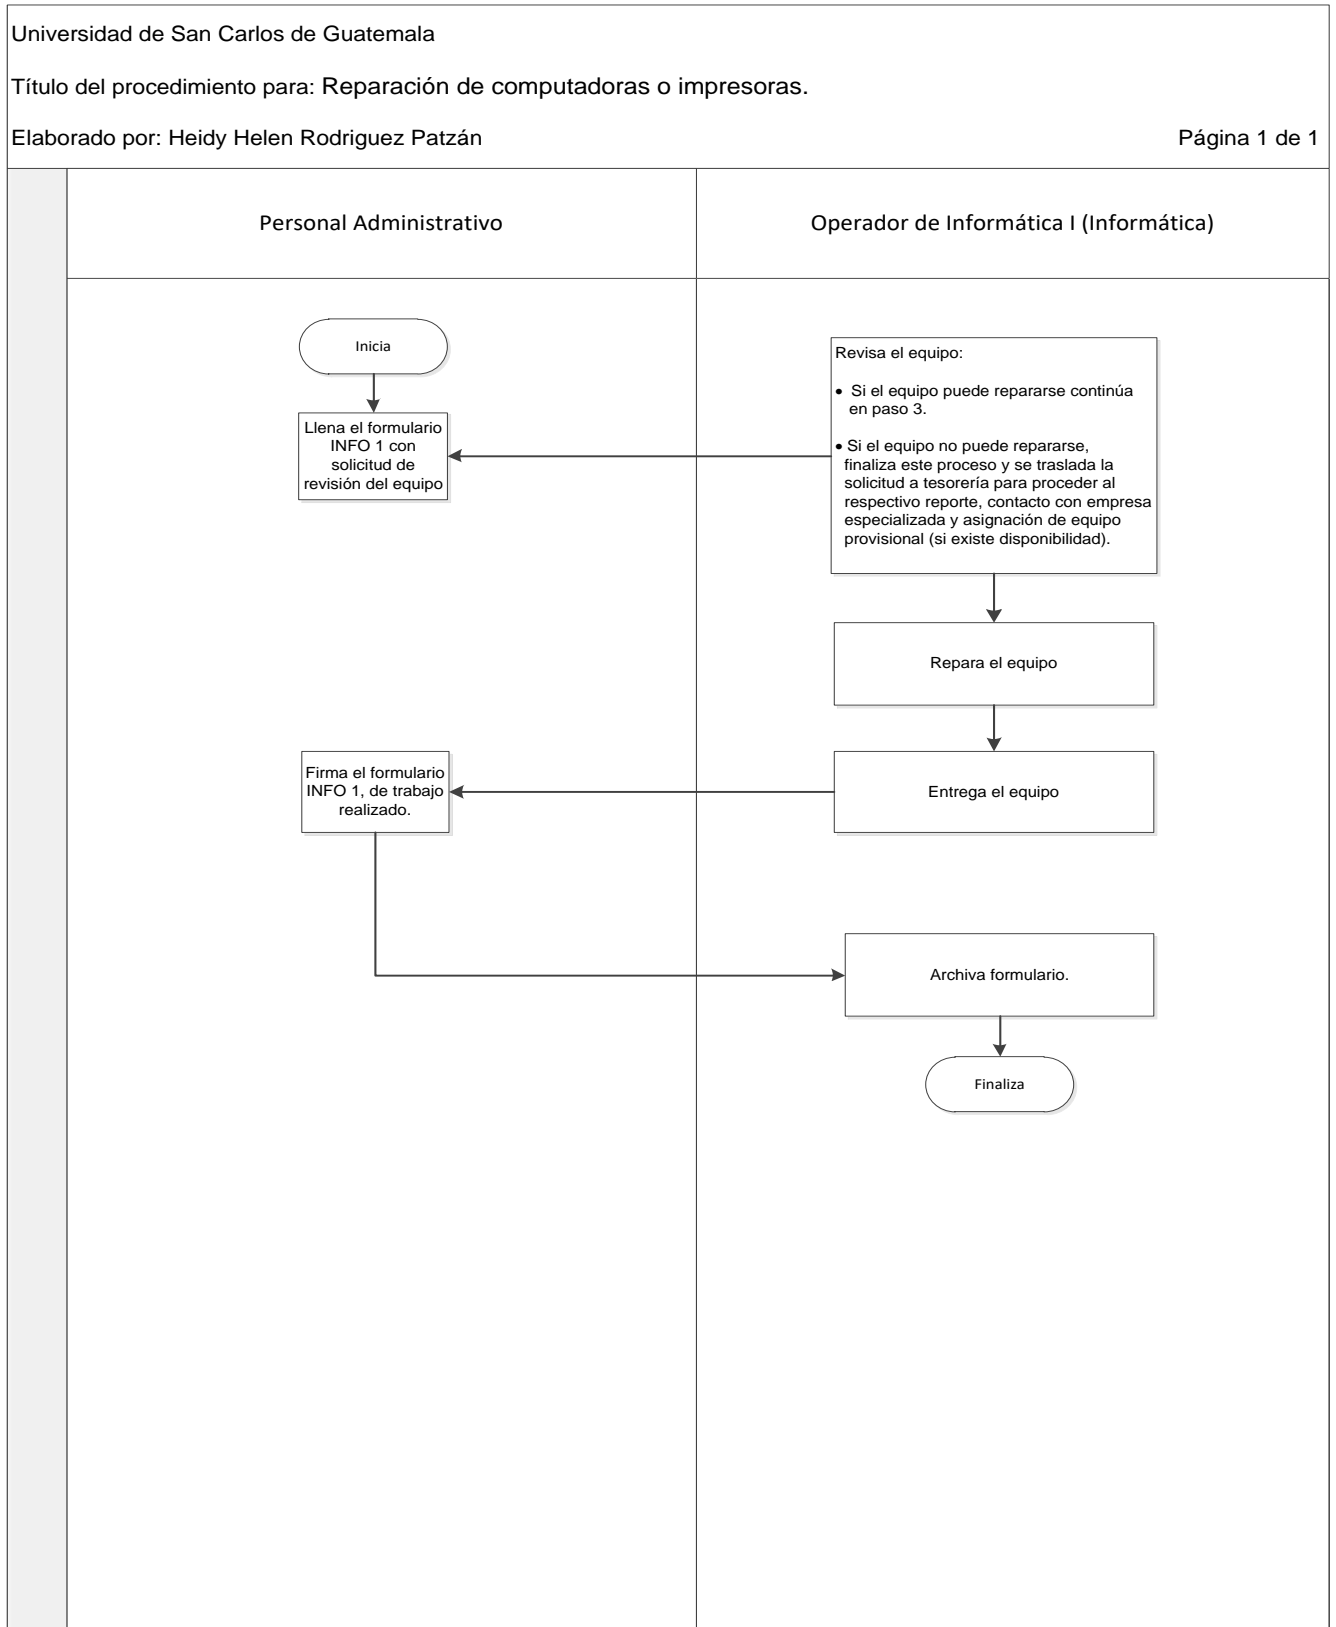 Universidad de San Carlos de Guatemala
Título del procedimiento para: Reparación de computadoras o impresoras.
Elaborado por: Heidy Helen Rodriguez Patzán
Página 1 de 1
Personal Administrativo
Operador de Informática I (Informática)
Inicia
Llena el formulario
INFO 1 con
solicitud de
revisión del equipo
Revisa el equipo:
• Si el equipo puede repararse continúa
en paso 3.
• Si el equipo no puede repararse,
finaliza este proceso y se traslada la
solicitud a tesorería para proceder al
respectivo reporte, contacto con empresa
especializada y asignación de equipo
provisional (si existe disponibilidad).
Repara el equipo
Entrega el equipo
Firma el formulario
INFO 1, de trabajo
realizado.
Archiva formulario.
Finaliza